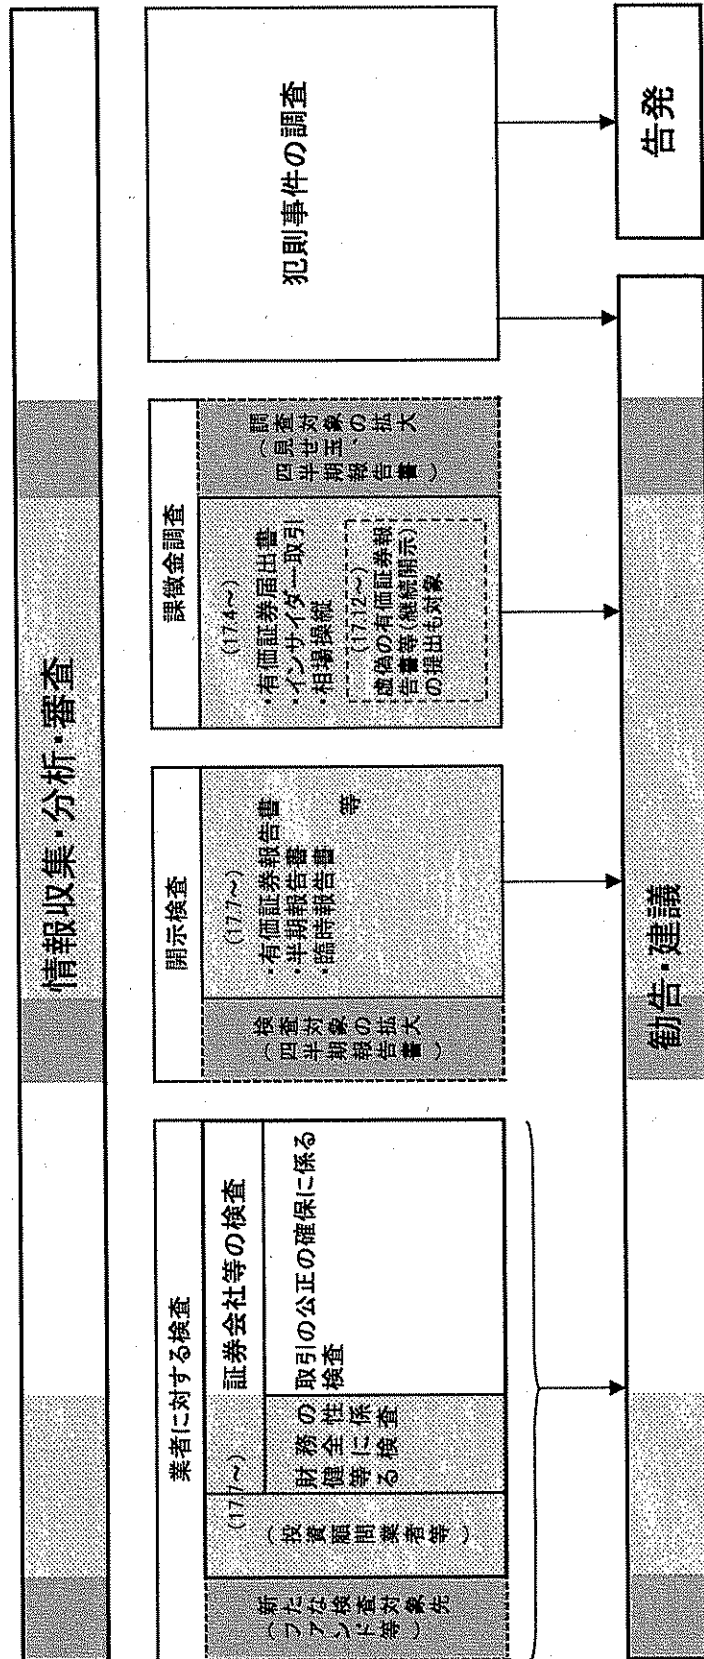 情報収集・分析・審査
業者に対する検査
証券会社等の検査
(17.7~)
取引の公正の確保に係る
検査
財務の
健全性
等に係
る検査
(投資顧問業者等)
新たな検査対象先
(ファンド等)
開示検査
(17.7~)
・有価証券報告書
・半期報告書
・臨時報告書
等
検査対象の拡大
(四半期報告書)
課徴金調査
(17.4~)
・有価証券届出書
・インサイダー取引
・相場操縦
(17.12~)
虚偽の有価証券報
告書等(継続開示)
の提出も対象
調査対象の拡大
(見せ玉、
四半期報告書)
犯則事件の調査
勧告・建議
告発